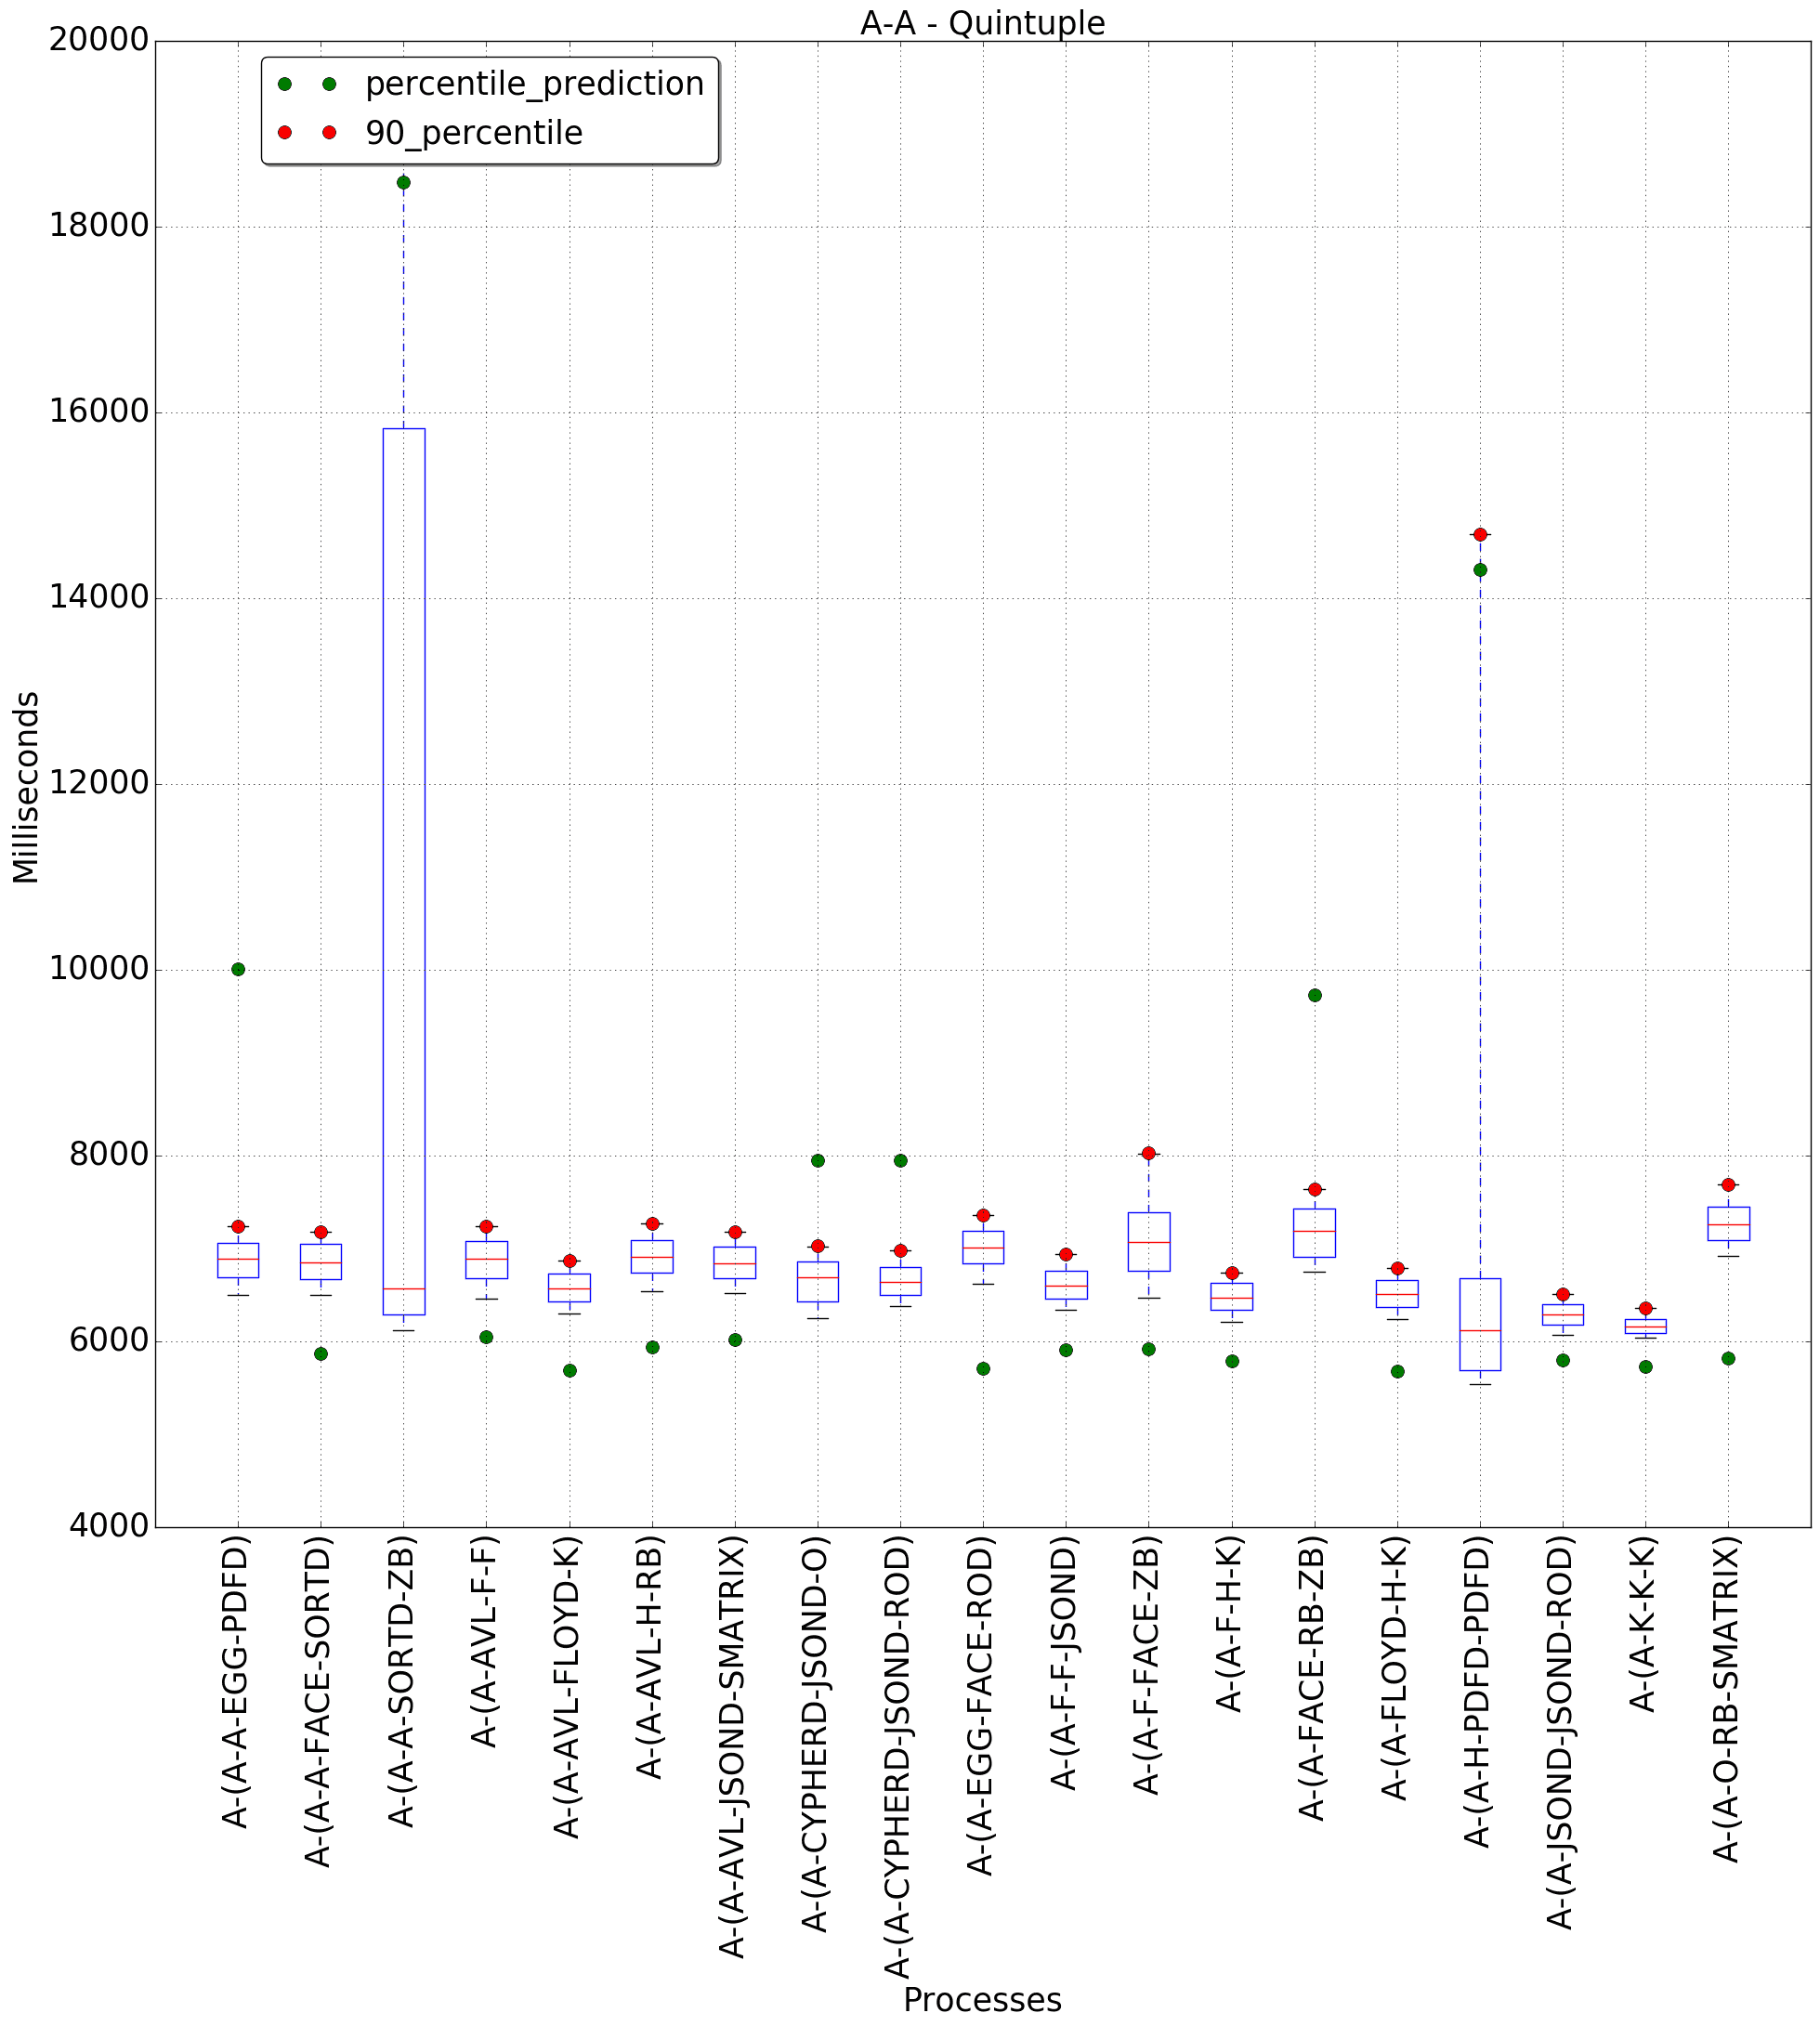 A-A - Quintuple
percentile_prediction
90_percentile
Milliseconds
20000
18000
16000
14000
12000
10000
8000
6000
4000
A-(A-A-EGG-PDFD)
A-(A-A-FACE-SORTD)
A-(A-A-SORTD-ZB)
A-(A-AVL-F-F)
A-(A-AVL-FLOYD-K)
A-(A-AVL-H-RB)
A-(A-AVL-JSOND-SMATRIX)
A-(A-CYPHERD-JSOND-O)
A-(A-CYPHERD-JSOND-ROD)
A-(A-EGG-FACE-ROD)
A-(A-F-F-JSOND)
A-(A-F-FACE-ZB)
A-(A-F-H-K)
A-(A-FACE-RB-ZB)
A-(A-FLOYD-H-K)
A-(A-H-PDFD-PDFD)
A-(A-JSOND-JSOND-ROD)
A-(A-K-K-K)
A-(A-O-RB-SMATRIX)
Processes